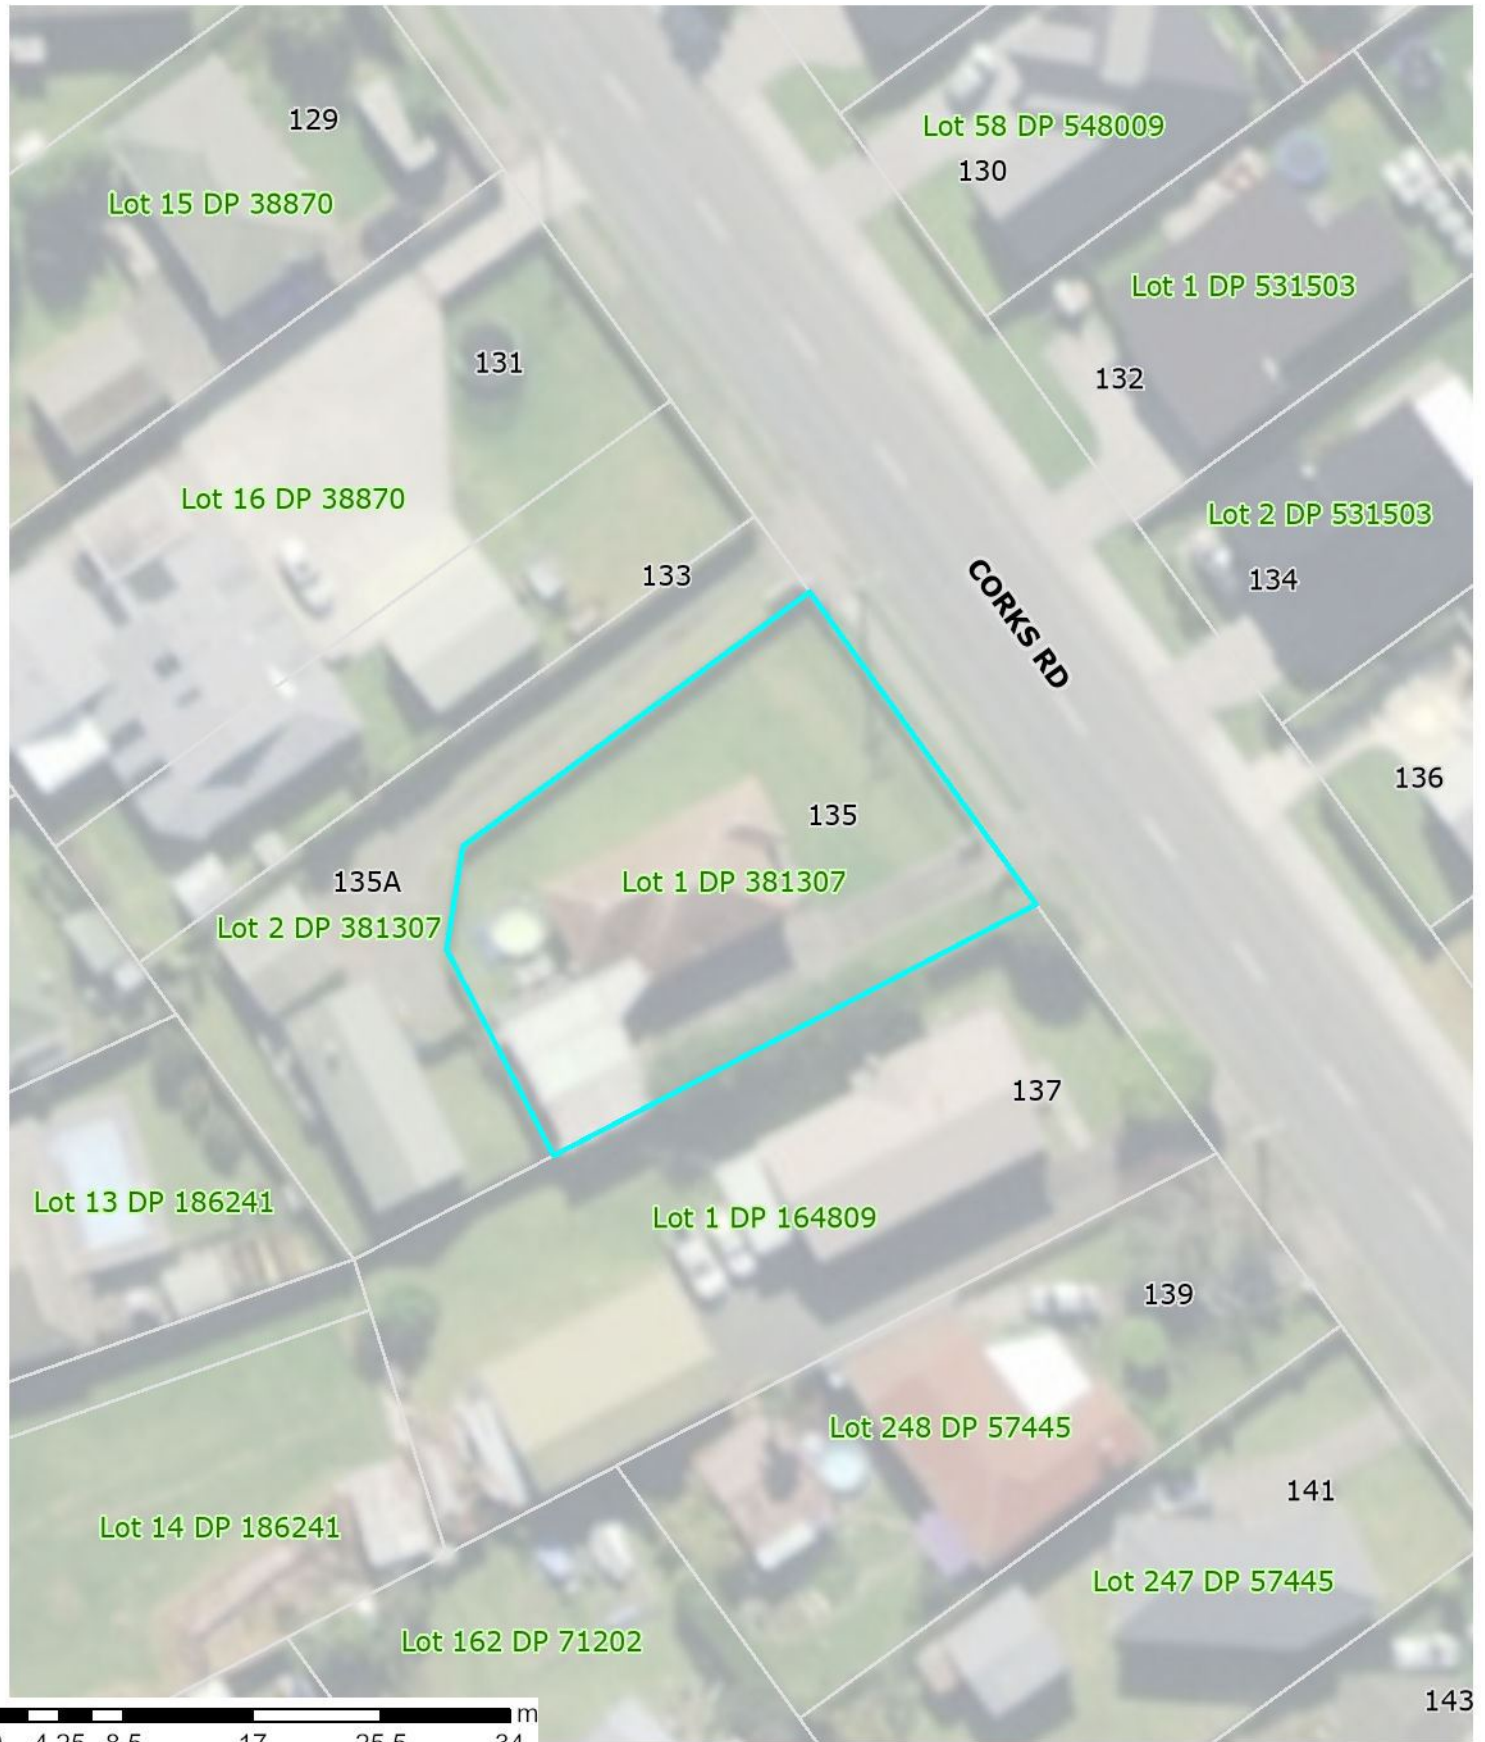 129
Lot 58 DP 548009
130
Lot 15 DP 38870
Lot 1 DP 531503
131
132
Lot 16 DP 38870
Lot 2 DP 531503
133
134
CORKS RD
136
135
135A
Lot 1 DP 381307
Lot 2 DP 381307
137
Lot 13 DP 186241
Lot 1 DP 164809
139
Lot 248 DP 57445
141
Lot 14 DP 186241
Lot 247 DP 57445
Lot 162 DP 71202
143
m
4.25 8.5 17 25.5 34